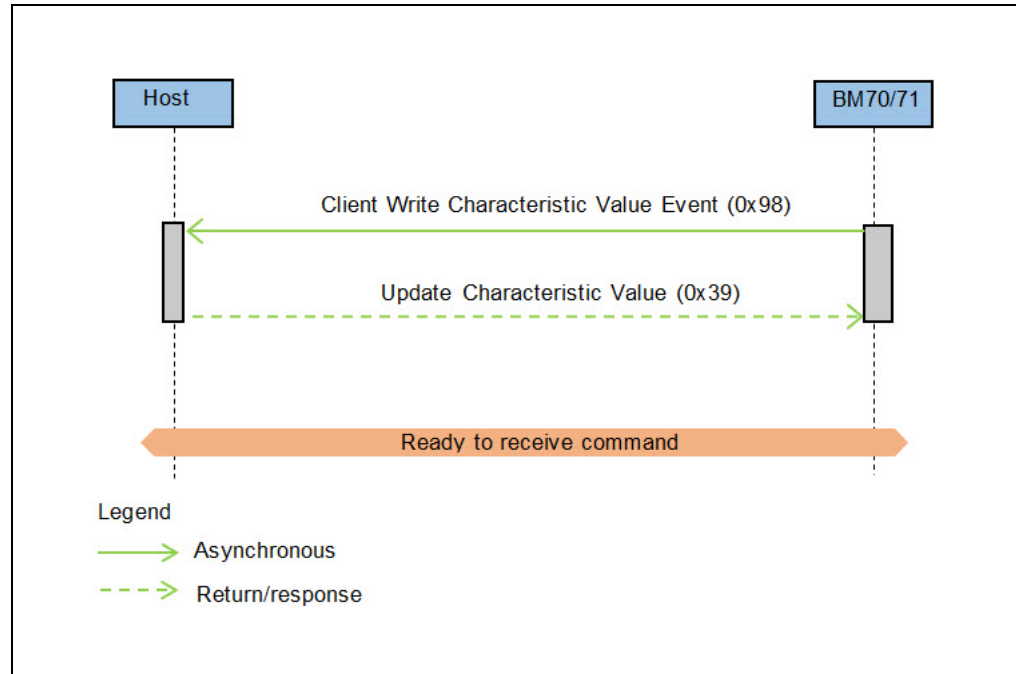 Host
BM70/71
Client Write Characteristic Value Event (0x98)
Update Characteristic Value (0x39)
Ready to receive command
Legend
Asynchronous
Return/response